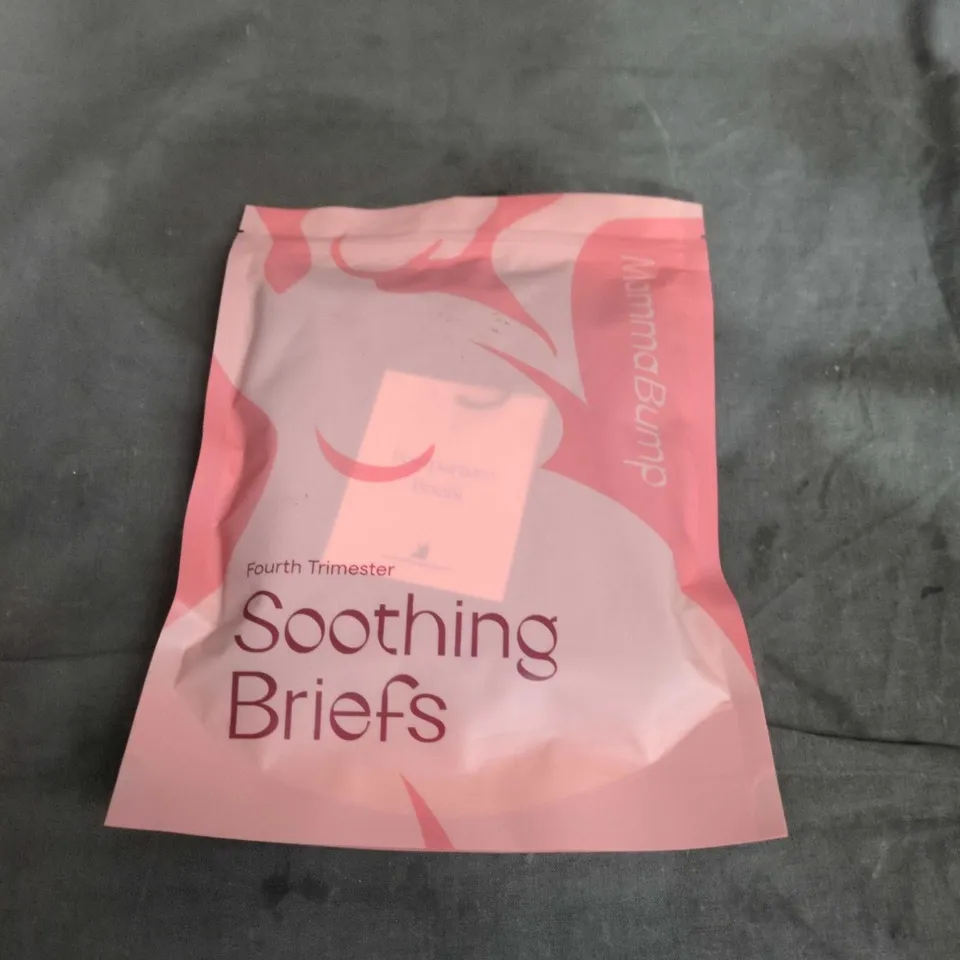 MammaBump
Fourth Trimester
Soothing
Briefs